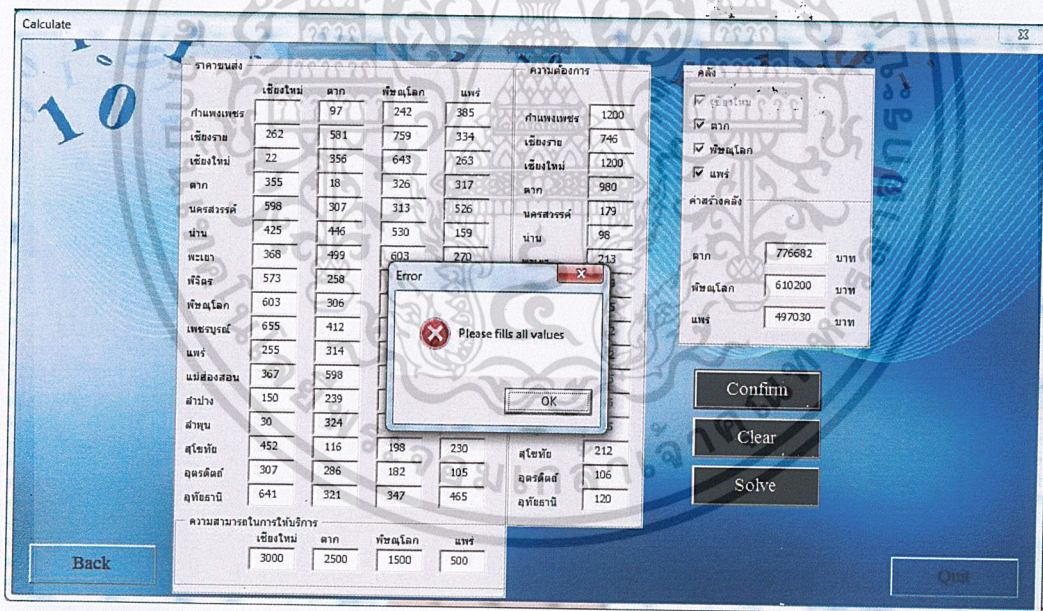 Calculate
ราคาขนส่ง
เชียงใหม่ ตาก พิษณุโลก แพร่
กำแพงเพชร 97 242 385
เชียงราย 262 581 759 334
เชียงใหม่ 22 356 643 263
ตาก 355 18 326 317
นครสวรรค์ 598 307 313 526
น่าน 425 446 530 159
พะเยา 368 499 603 270
พิจิตร 573 258
พิษณุโลก 603 306
เพชรบูรณ์ 655 412
แพร่ 255 314
แม่ฮ่องสอน 367 598
ลำปาง 150 239
ลำพูน 30 324
สุโขทัย 452 116 198 230
อุตรดิตถ์ 307 286 182 105
อุทัยธานี 641 321 347 465
ความสามารถในการให้บริการ
เชียงใหม่ ตาก พิษณุโลก แพร่
3000 2500 1500 500
ความต้องการ
กำแพงเพชร 1200
เชียงราย 746
เชียงใหม่ 1200
ตาก 980
นครสวรรค์ 179
น่าน 98
213
สุโขทัย 212
อุตรดิตถ์ 106
อุทัยธานี 120
Error
Please fills all values
OK
คลัง
เชียงใหม่
ตาก
พิษณุโลก
แพร่
ค่าสร้างคลัง
ตาก 776682 บาท
พิษณุโลก 610200 บาท
แพร่ 497030 บาท
Confirm
Clear
Solve
Back
Quit